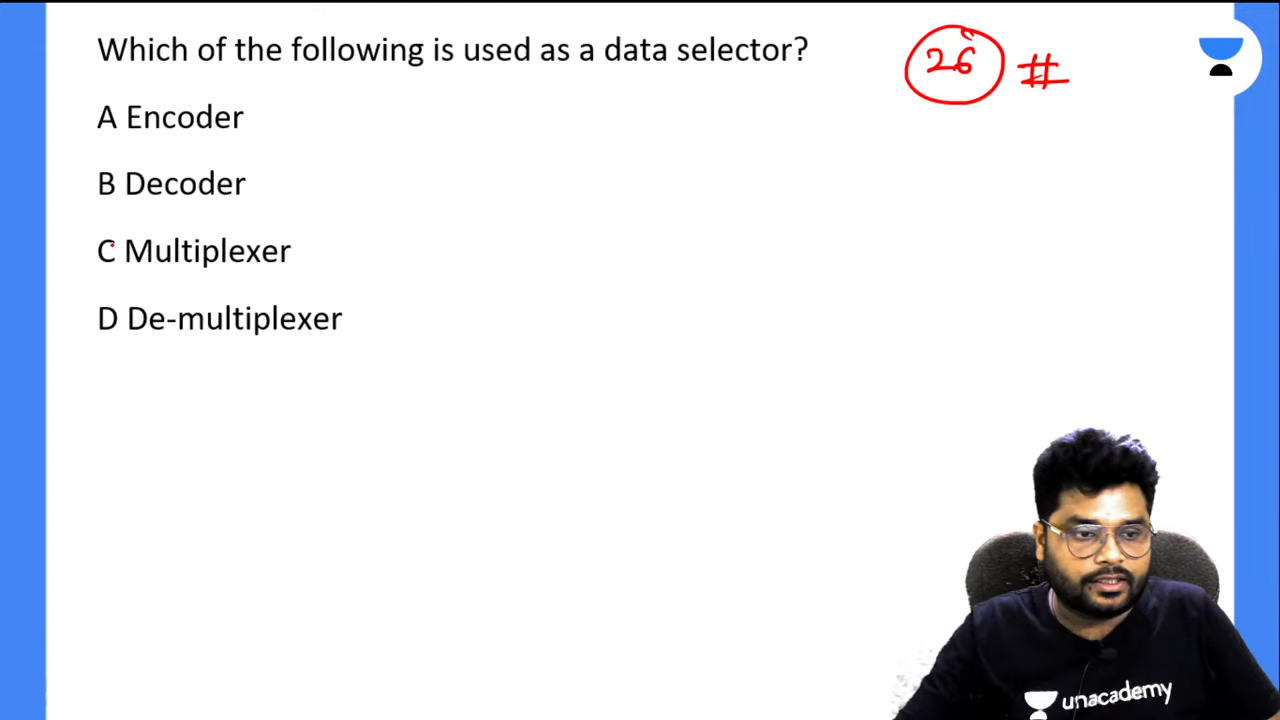 Which of the following is used as a data selector?
26 #
A Encoder
B Decoder
C Multiplexer
D De-multiplexer
unacademy